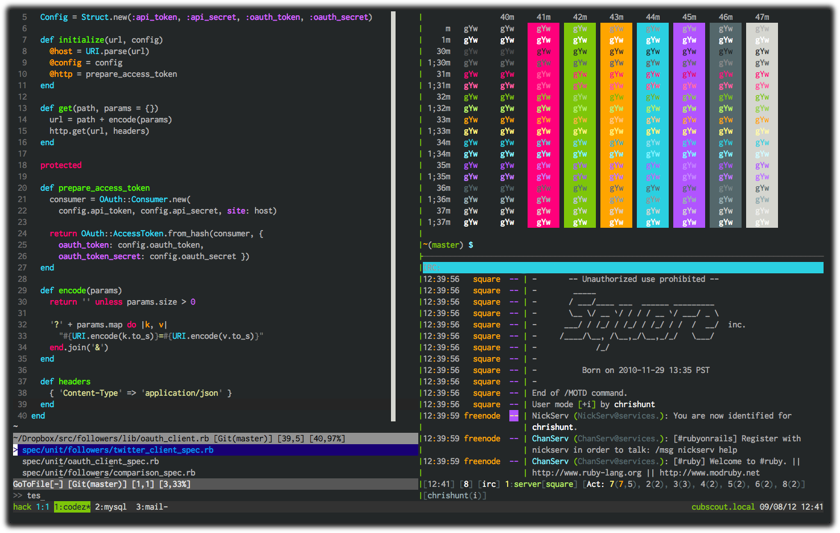 5 Config = Struct.new(:api_token, :api_secret, :oauth_token, :oauth_secret)
6
7 def initialize(url, config)
8 @host = URI.parse(url)
9 @config = config
10 @http = prepare_access_token
11 end
12
13 def get(path, params = {})
14 url = path + encode(params)
15 http.get(url, headers)
16 end
17
18 protected
19
20 def prepare_access_token
21 consumer = OAuth::Consumer.new(
22 config.api_token, config.api_secret, site: host)
23
24 return OAuth::AccessToken.from_hash(consumer, {
25 oauth_token: config.oauth_token,
26 oauth_token_secret: config.oauth_secret })
27 end
28
29 def encode(params)
30 return '' unless params.size > 0
31
32 '?' + params.map do |k, v|
33 "#{URI.encode(k.to_s)}=#{URI.encode(v.to_s)}"
34 end.join('&')
35 end
36
37 def headers
38 { 'Content-Type' => 'application/json' }
39 end
40 end
~
~/Dropbox/src/followers/lib/oauth_client.rb [Git(master)] [39,5] [40,97%]
> spec/unit/followers/twitter_client_spec.rb
spec/unit/oauth_client_spec.rb
spec/unit/followers/comparison_spec.rb
GoToFile[-] [Git(master)] [1,1] [3,33%]
>> tes_
40m 41m 42m 43m 44m 45m 46m 47m
m gYw gYw gYw gYw gYw gYw gYw gYw gYw
1m gYw gYw gYw gYw gYw gYw gYw gYw gYw
30m gYw gYw gYw gYw gYw gYw gYw gYw gYw
1;30m gYw gYw gYw gYw gYw gYw gYw gYw gYw
31m gYw gYw gYw gYw gYw gYw gYw gYw gYw
1;31m gYw gYw gYw gYw gYw gYw gYw gYw gYw
32m gYw gYw gYw gYw gYw gYw gYw gYw gYw
1;32m gYw gYw gYw gYw gYw gYw gYw gYw gYw
33m gYw gYw gYw gYw gYw gYw gYw gYw gYw
1;33m gYw gYw gYw gYw gYw gYw gYw gYw gYw
34m gYw gYw gYw gYw gYw gYw gYw gYw gYw
1;34m gYw gYw gYw gYw gYw gYw gYw gYw gYw
35m gYw gYw gYw gYw gYw gYw gYw gYw gYw
1;35m gYw gYw gYw gYw gYw gYw gYw gYw gYw
36m gYw gYw gYw gYw gYw gYw gYw gYw gYw
1;36m gYw gYw gYw gYw gYw gYw gYw gYw gYw
37m gYw gYw gYw gYw gYw gYw gYw gYw gYw
1;37m gYw gYw gYw gYw gYw gYw gYw gYw gYw
~(master) $
12:39:56 square -- | - -- Unauthorized use prohibited --
12:39:56 square -- | - _____
12:39:56 square -- | - / ___/____ ___ ______ _________
12:39:56 square -- | - \__ \/ __ `/ / / / __ `/ ___/ _ \
12:39:56 square -- | - ___/ / /_/ / /_/ / /_/ / / / __/ inc.
12:39:56 square -- | - /____/\__, /\__,_/\__,_/_/ \___/
12:39:56 square -- | - /_/
12:39:56 square -- | -
12:39:56 square -- | - Born on 2010-11-29 13:35 PST
12:39:56 square -- | -
12:39:56 square -- | End of /MOTD command.
12:39:56 square -- | User mode [+i] by chrishunt
12:39:59 freenode -- | NickServ (NickServ@services.): You are now identified for
| chrishunt.
12:39:59 freenode -- | ChanServ (ChanServ@services.): [#rubyonrails] Register with
| nickserv in order to talk: /msg nickserv help
12:39:59 freenode -- | ChanServ (ChanServ@services.): [#ruby] Welcome to #ruby. ||
| http://www.ruby-lang.org || http://www.modruby.net
[12:41] [8] [irc] 1:server[square] [Act: 7(7,5), 2(2), 3(3), 4(2), 5(2), 6(2), 8(2)]
[chrishunt(i)]
hack 1:1 1:codez* 2:mysql 3:mail- cubscout.local 09/08/12 12:41